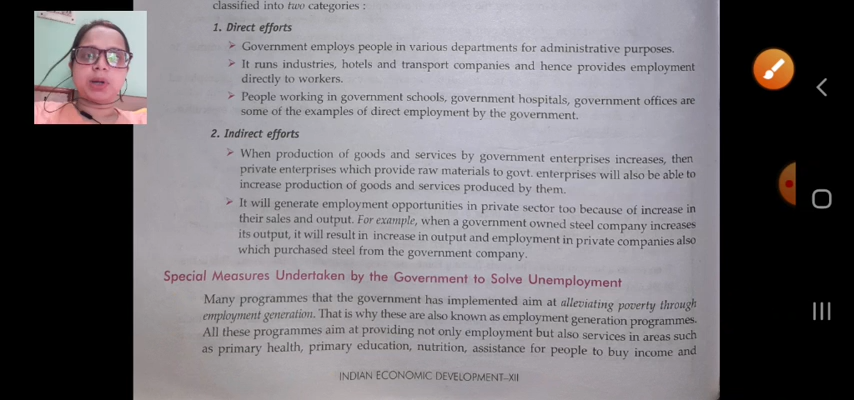 classified into two categories :
1. Direct efforts
➤ Government employs people in various departments for administrative purposes.
➤ It runs industries, hotels and transport companies and hence provides employment
directly to workers.
➤ People working in government schools, government hospitals, government offices are
some of the examples of direct employment by the government.
2. Indirect efforts
➤ When production of goods and services by government enterprises increases, then
private enterprises which provide raw materials to govt. enterprises will also be able to
increase production of goods and services produced by them.
➤ It will generate employment opportunities in private sector too because of increase in
their sales and output. For example, when a government owned steel company increases
its output, it will result in increase in output and employment in private companies also
which purchased steel from the government company.
Special Measures Undertaken by the Government to Solve Unemployment
Many programmes that the government has implemented aim at alleviating poverty through
employment generation. That is why these are also known as employment generation programmes.
All these programmes aim at providing not only employment but also services in areas such
as primary health, primary education, nutrition, assistance for people to buy income and
INDIAN ECONOMIC DEVELOPMENT–XII